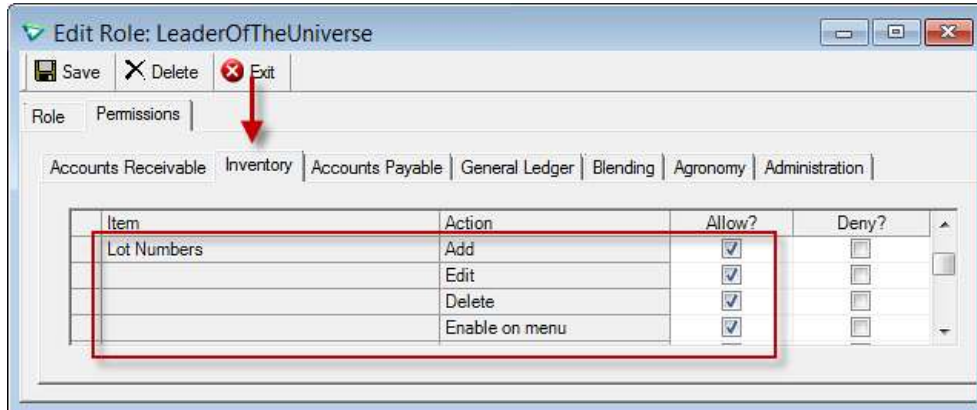 Edit Role: LeaderOfTheUniverse
Save Delete Exit
Role Permissions
Accounts Receivable Inventory Accounts Payable General Ledger Blending Agronomy Administration
Item Action Allow? Deny?
Lot Numbers Add
Edit
Delete
Enable on menu